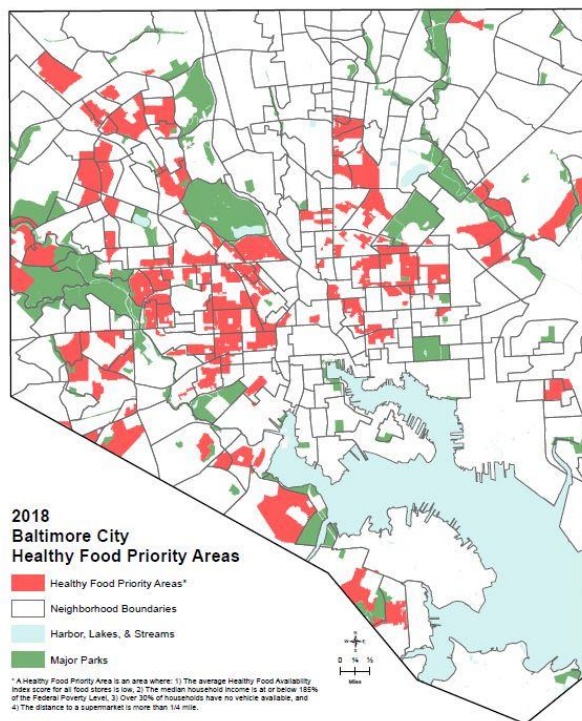 2018
Baltimore City
Healthy Food Priority Areas
Healthy Food Priority Areas*
Neighborhood Boundaries
Harbor, Lakes, & Streams
Major Parks
* A Healthy Food Priority Area is an area where: 1) The average Healthy Food Availability
Index score for all food stores is low, 2) The median household income is at or below 185%
of the Federal Poverty Level, 3) Over 30% of households have no vehicle available, and
4) The distance to a supermarket is more than 1/4 mile.
N
W E
S
0 ¾ 1½
Miles